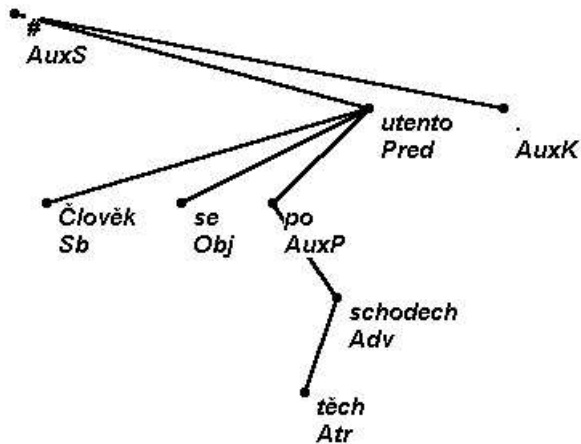 #
AuxS
utento
Pred
.
AuxK
Člověk
Sb
se
Obj
po
AuxP
schodech
Adv
těch
Atr